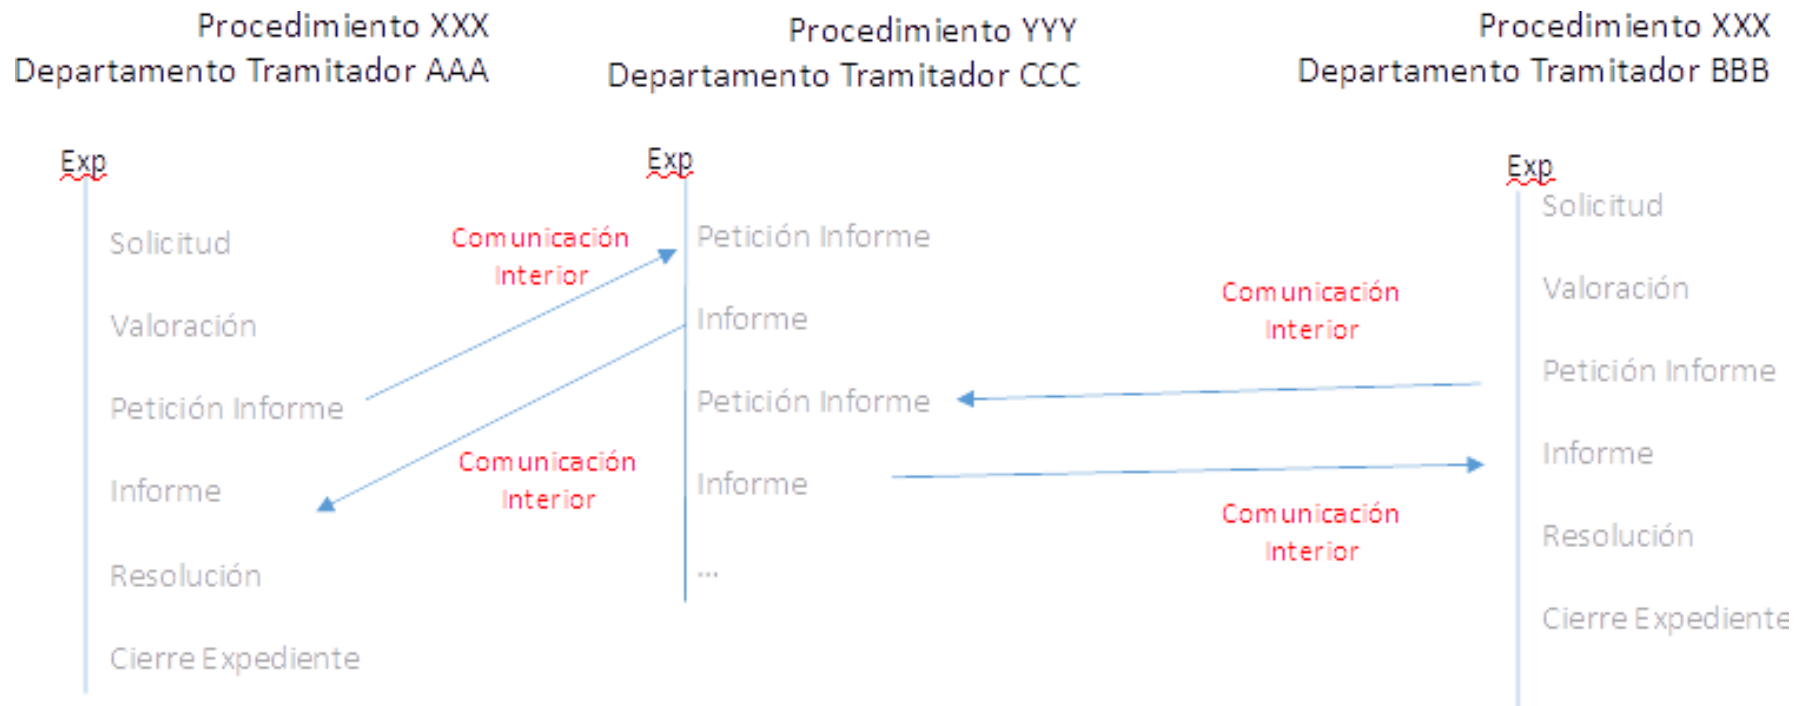 Procedimiento XXX
Departamento Tramitador AAA
Exp
Solicitud
Valoración
Petición Informe
Informe
Resolución
Cierre Expediente
Comunicación
Interior
Comunicación
Interior
Procedimiento YYY
Departamento Tramitador CCC
Exp
Petición Informe
Informe
Petición Informe
Informe
...
Comunicación
Interior
Comunicación
Interior
Procedimiento XXX
Departamento Tramitador BBB
Exp
Solicitud
Valoración
Petición Informe
Informe
Resolución
Cierre Expediente